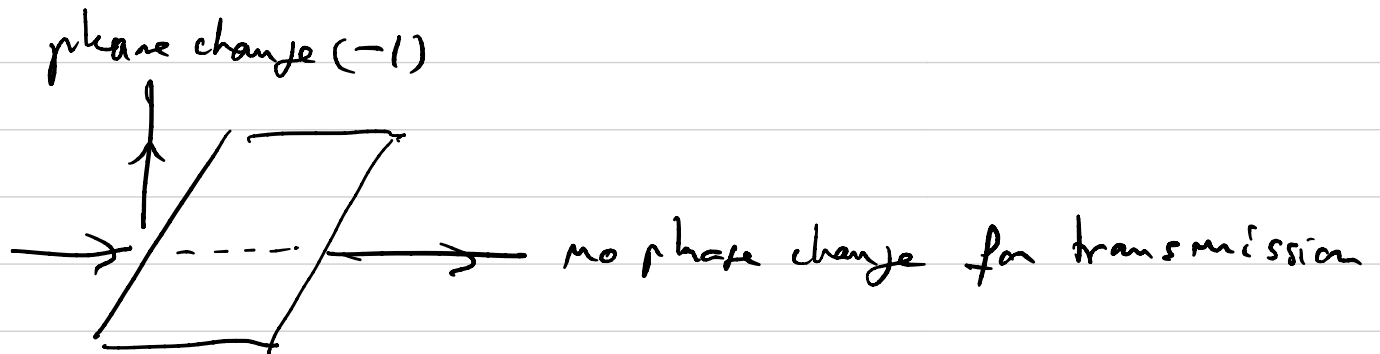 phase change (-1)
no phase change for transmission